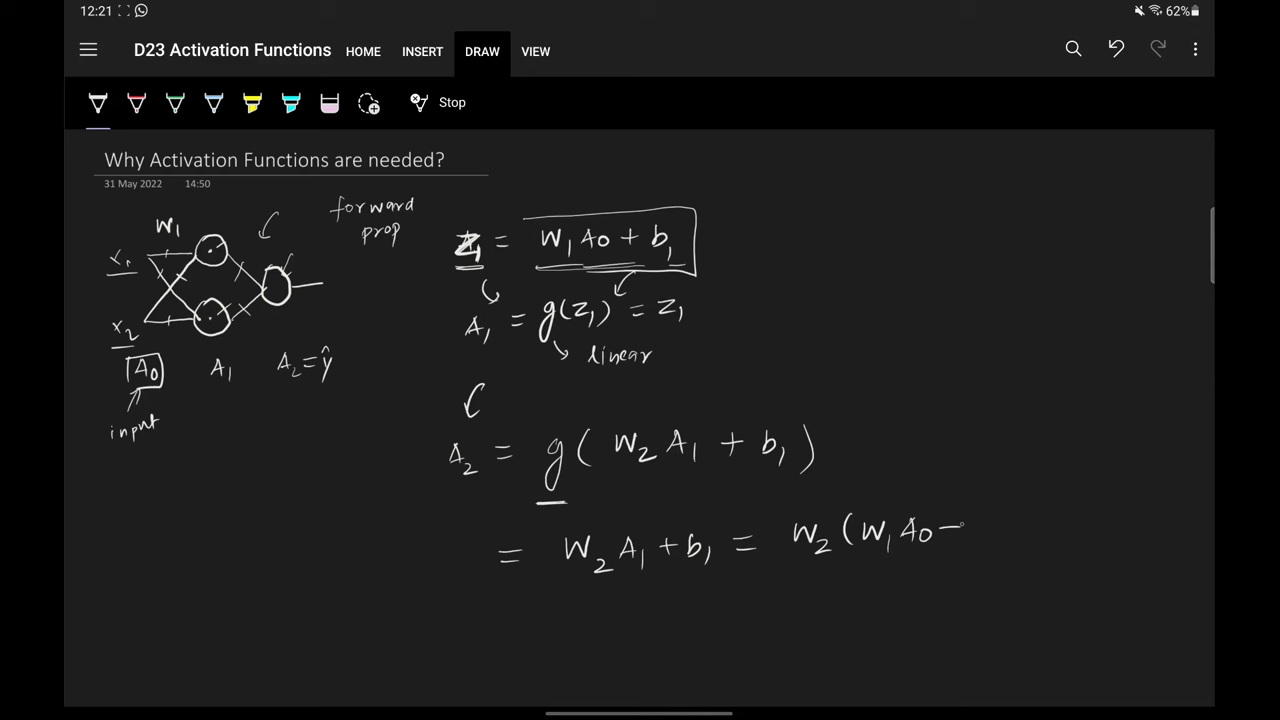 12:21 62%
D23 Activation Functions HOME INSERT DRAW VIEW
Stop
Why Activation Functions are needed?
31 May 2022 14:50
forward
prop
W1
x1
x2
A0 A1 A2 = ŷ
input
Z1 = W1 A0 + b1
A1 = g(Z1) = Z1
linear
A2 = g( W2 A1 + b1 )
= W2 A1 + b1 = W2 (W1 A0 -